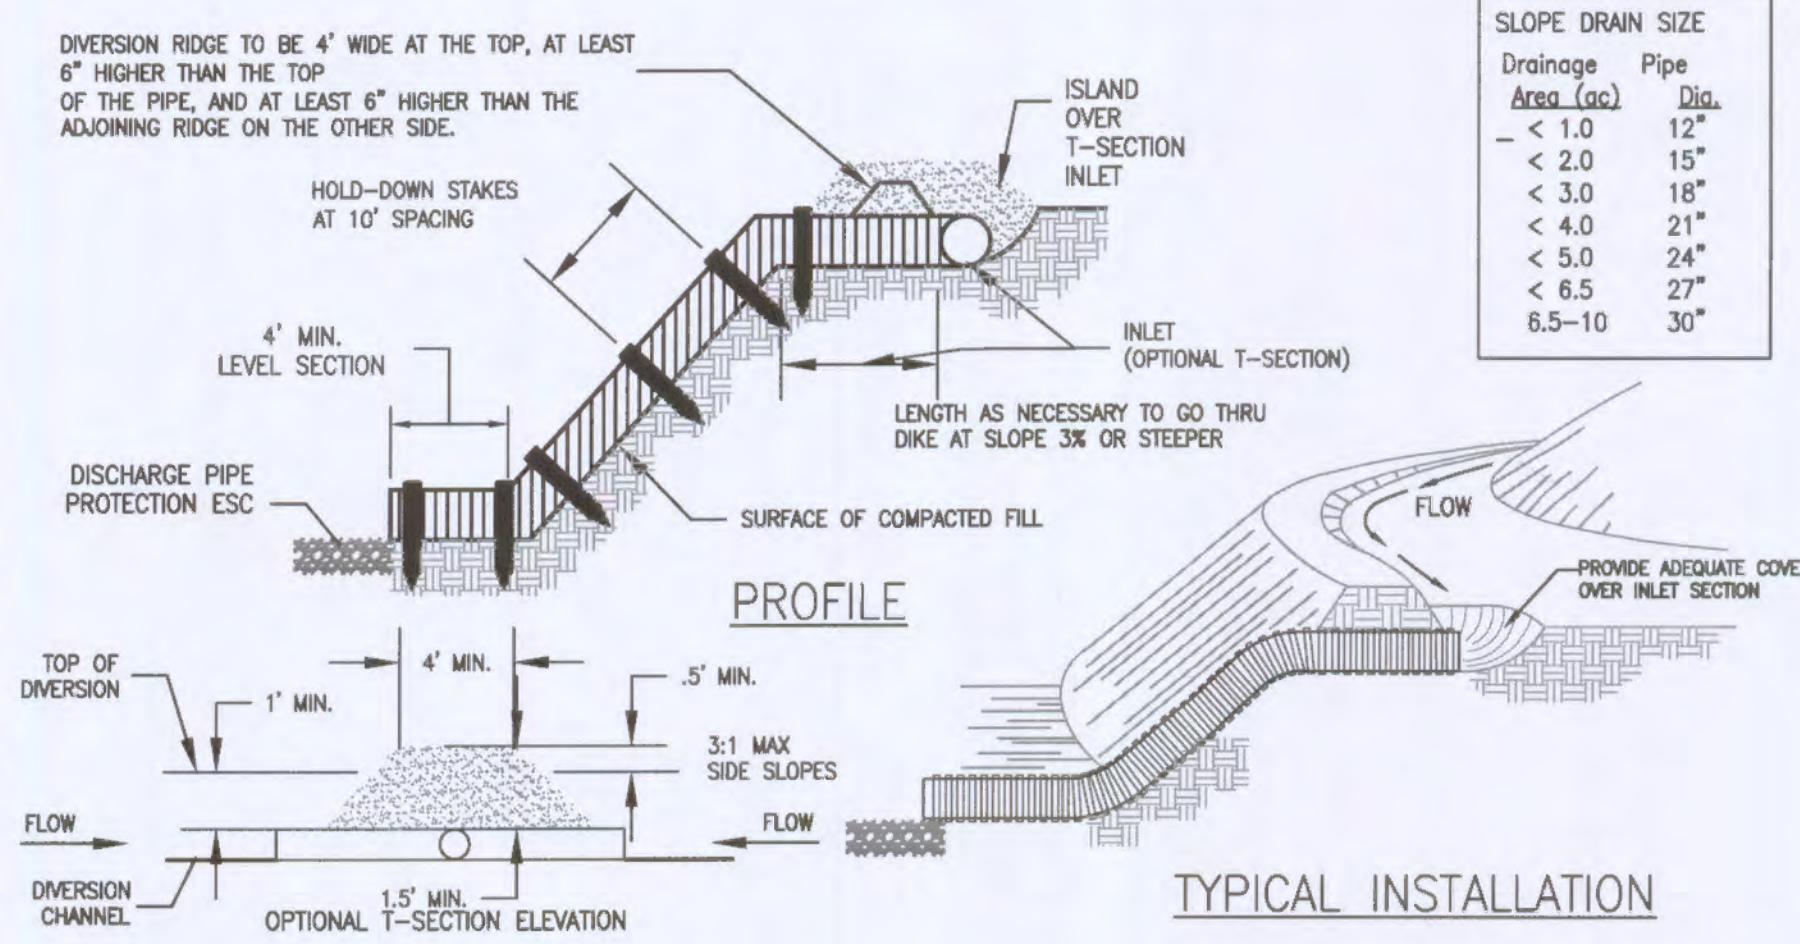 DIVERSION RIDGE TO BE 4' WIDE AT THE TOP, AT LEAST
6" HIGHER THAN THE TOP
OF THE PIPE, AND AT LEAST 6" HIGHER THAN THE
ADJOINING RIDGE ON THE OTHER SIDE.
ISLAND
OVER
T-SECTION
INLET
HOLD-DOWN STAKES
AT 10' SPACING
4' MIN.
LEVEL SECTION
INLET
(OPTIONAL T-SECTION)
LENGTH AS NECESSARY TO GO THRU
DIKE AT SLOPE 3% OR STEEPER
DISCHARGE PIPE
PROTECTION ESC
SURFACE OF COMPACTED FILL
PROFILE
SLOPE DRAIN SIZE
Drainage Pipe
Area (ac) Dia.
< 1.0 12"
< 2.0 15"
< 3.0 18"
< 4.0 21"
< 5.0 24"
< 6.5 27"
6.5-10 30"
TOP OF
DIVERSION
1' MIN.
4' MIN.
.5' MIN.
3:1 MAX
SIDE SLOPES
FLOW
FLOW
DIVERSION
CHANNEL
1.5' MIN.
OPTIONAL T-SECTION ELEVATION
FLOW
PROVIDE ADEQUATE COVE
OVER INLET SECTION
TYPICAL INSTALLATION